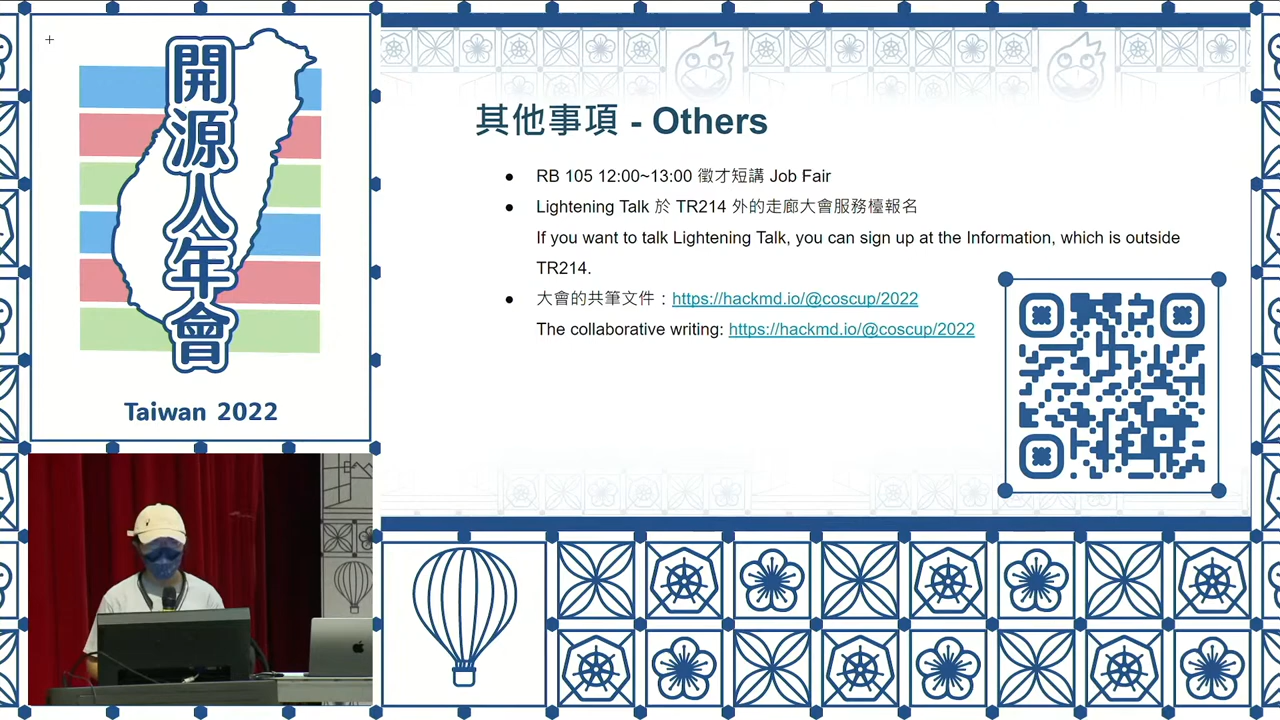 開源人年會
Taiwan 2022
其他事項 - Others
RB 105 12:00~13:00 徵才短講 Job Fair
Lightening Talk 於 TR214 外的走廊大會服務檯報名
If you want to talk Lightening Talk, you can sign up at the Information, which is outside
TR214.
大會的共筆文件：https://hackmd.io/@coscup/2022
The collaborative writing: https://hackmd.io/@coscup/2022